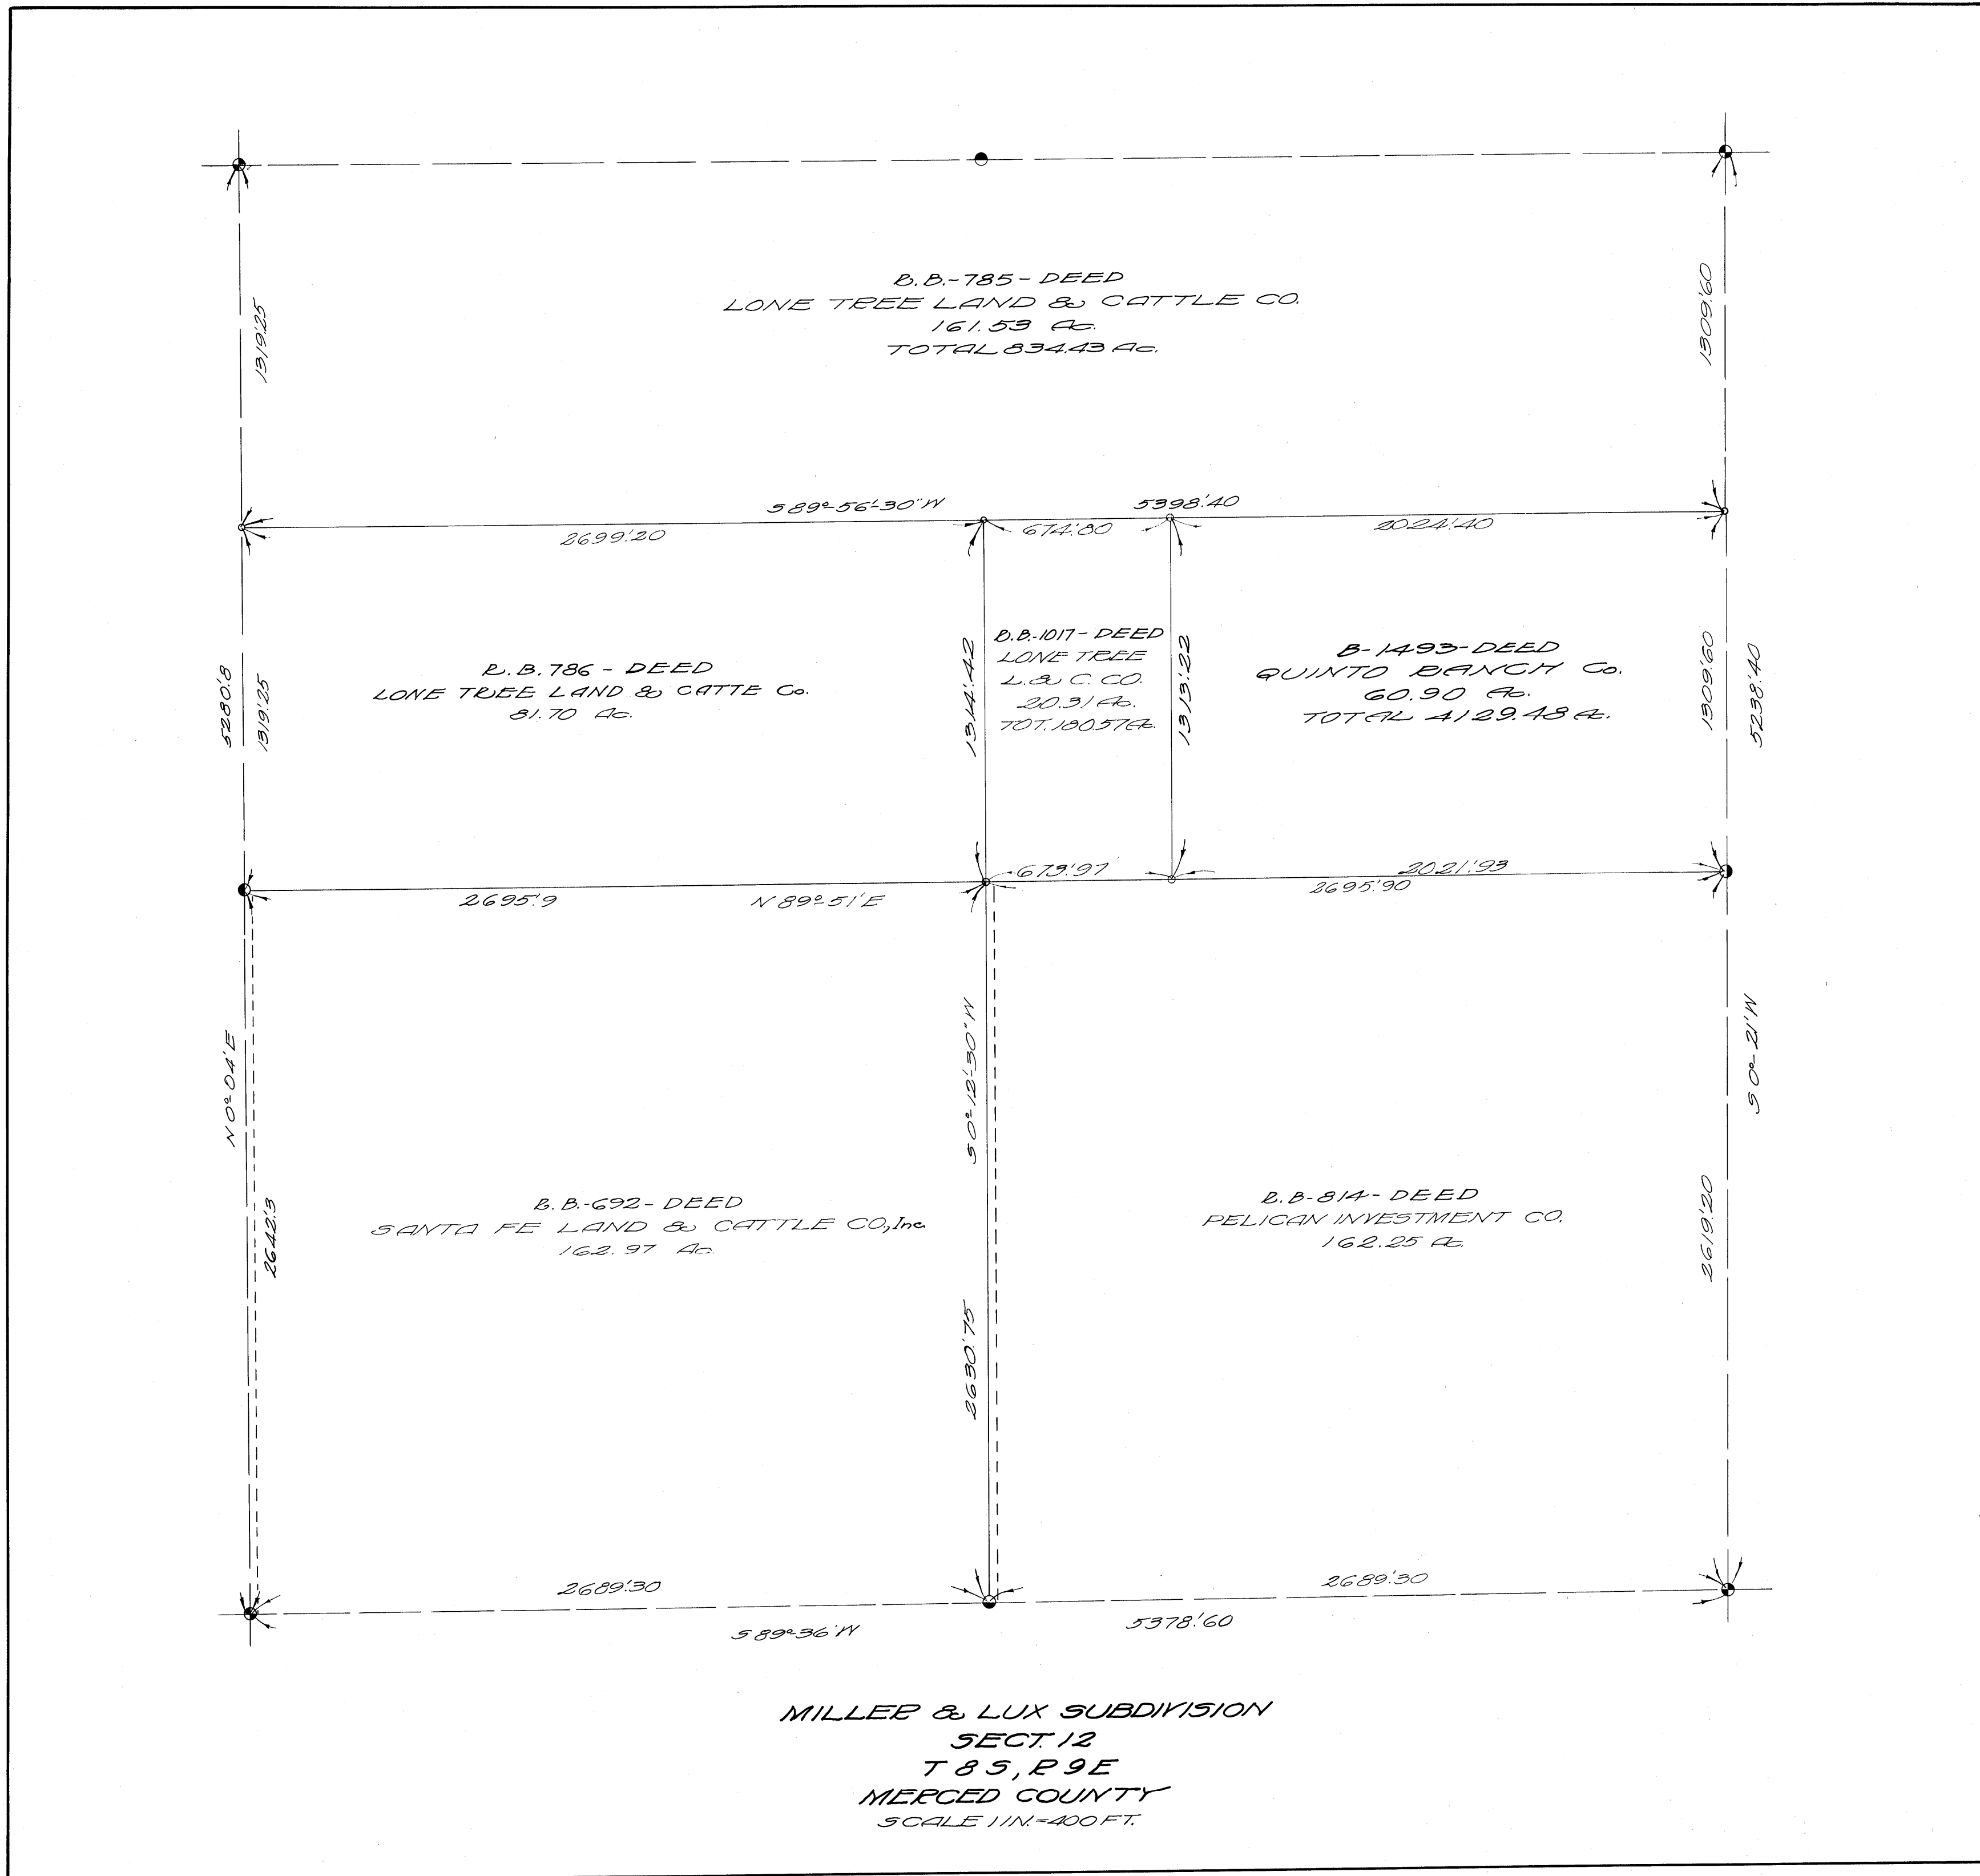 R.B.-785-DEED
LONE TREE LAND & CATTLE CO.
161.53 Ac.
TOTAL 834.43 Ac.
1319.25
1309.60
S89°-56'-30"W
5398.40
2699.20
674.80
2024.40
R.B. 786 - DEED
LONE TREE LAND & CATTE Co.
81.70 Ac.
R.B.-1017-DEED
LONE TREE
L. & C. CO.
20.31 Ac.
TOT. 180.57 Ac.
B-1493-DEED
QUINTO RANCH Co.
60.90 Ac.
TOTAL 4129.48 Ac.
5280.8
1319.25
1314.42
1313.22
1309.60
5238.40
673.97
2021.93
2695.9
N 89°51'E
2695.90
N 0°04'E
S 0°-12'-30"W
S 0°-21'W
R.B.-692-DEED
SANTA FE LAND & CATTLE CO, Inc.
162.97 Ac.
R.B-814-DEED
PELICAN INVESTMENT CO.
162.25 Ac.
2642.3
2630.75
2619.20
2689.30
2689.30
S 89°36'W
5378.60
MILLER & LUX SUBDIVISION
SECT. 12
T 8 S, R 9 E
MERCED COUNTY
SCALE 1 IN.=400 FT.